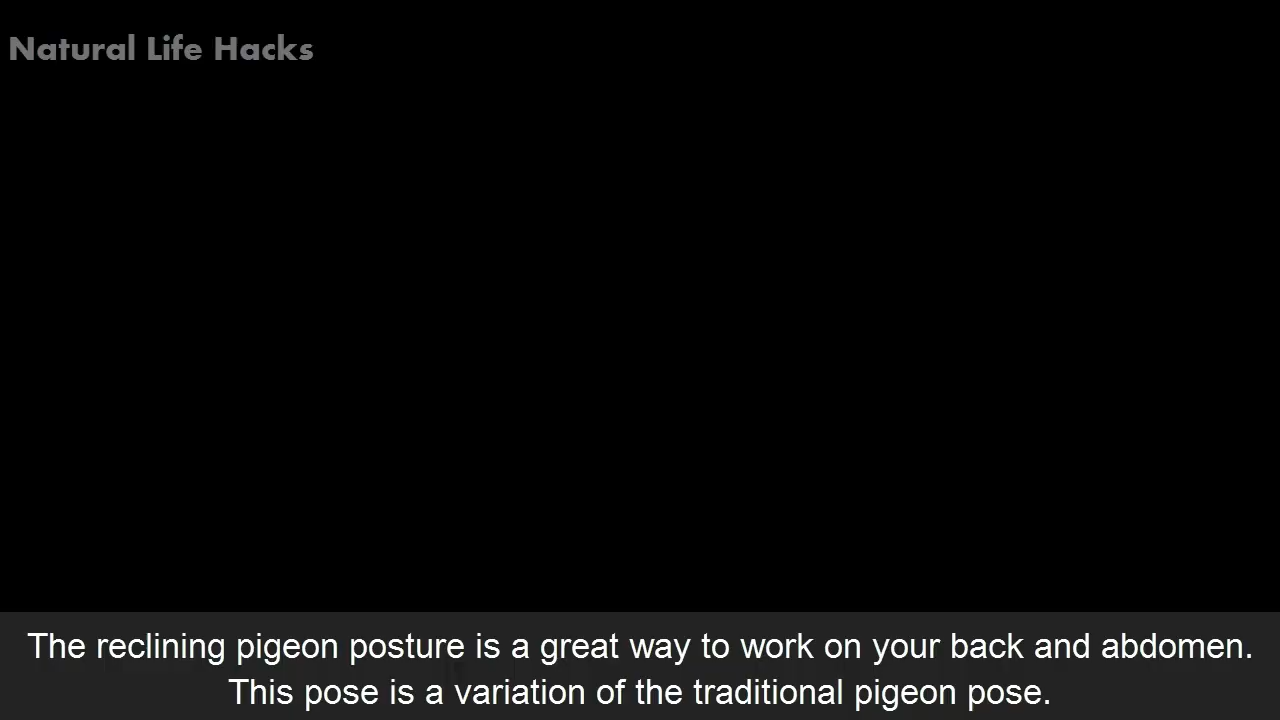 Natural Life Hacks
The reclining pigeon posture is a great way to work on your back and abdomen.
This pose is a variation of the traditional pigeon pose.